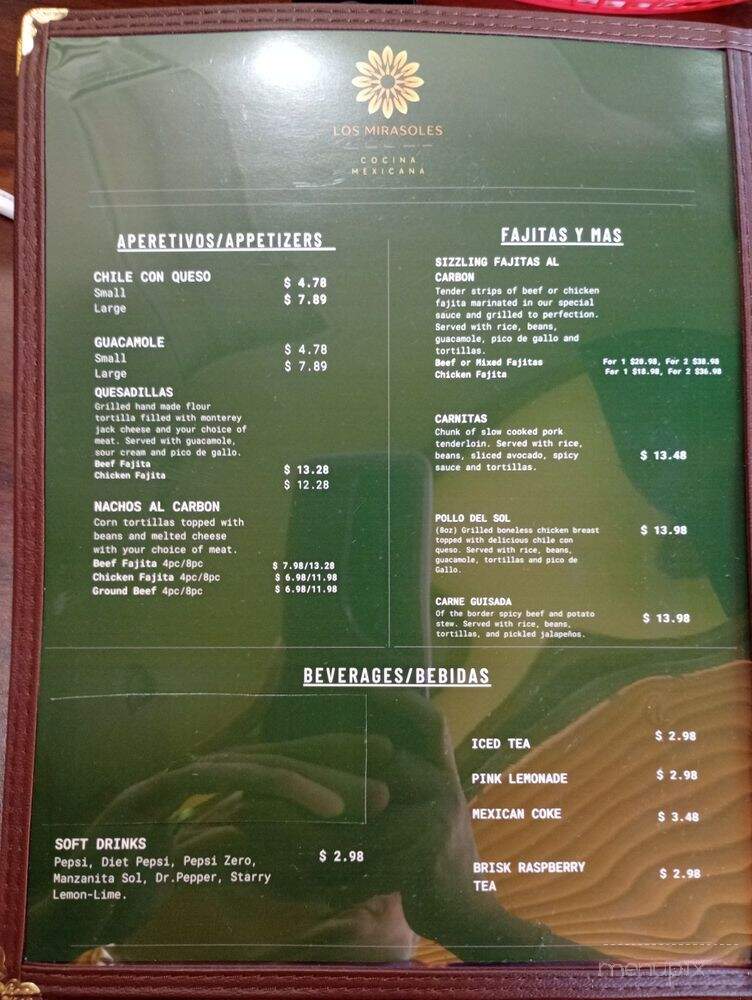 LOS MIRASOLES
COCINA
MEXICANA
APERETIVOS/APPETIZERS
CHILE CON QUESO
Small $ 4.78
Large $ 7.89
GUACAMOLE
Small $ 4.78
Large $ 7.89
QUESADILLAS
Grilled hand made flour
tortilla filled with monterey
jack cheese and your choice of
meat. Served with guacamole,
sour cream and pico de gallo.
Beef Fajita $ 13.28
Chicken Fajita $ 12.28
NACHOS AL CARBON
Corn tortillas topped with
beans and melted cheese
with your choice of meat.
Beef Fajita 4pc/8pc $ 7.98/13.28
Chicken Fajita 4pc/8pc $ 6.98/11.98
Ground Beef 4pc/8pc $ 6.98/11.98
FAJITAS Y MAS
SIZZLING FAJITAS AL
CARBON
Tender strips of beef or chicken
fajita marinated in our special
sauce and grilled to perfection.
Served with rice, beans,
guacamole, pico de gallo and
tortillas.
Beef or Mixed Fajitas For 1 $20.98, For 2 $38.98
Chicken Fajita For 1 $18.98, For 2 $36.98
CARNITAS
Chunk of slow cooked pork
tenderloin. Served with rice,
beans, sliced avocado, spicy
sauce and tortillas.
$ 13.48
POLLO DEL SOL
(8oz) Grilled boneless chicken breast
topped with delicious chile con
queso. Served with rice, beans,
guacamole, tortillas and pico de
Gallo.
$ 13.98
CARNE GUISADA
Of the border spicy beef and potato
stew. Served with rice, beans,
tortillas, and pickled jalapeños.
$ 13.98
BEVERAGES/BEBIDAS
SOFT DRINKS
Pepsi, Diet Pepsi, Pepsi Zero,
Manzanita Sol, Dr.Pepper, Starry
Lemon-Lime.
$ 2.98
ICED TEA $ 2.98
PINK LEMONADE $ 2.98
MEXICAN COKE $ 3.48
BRISK RASPBERRY
TEA
$ 2.98
menupix